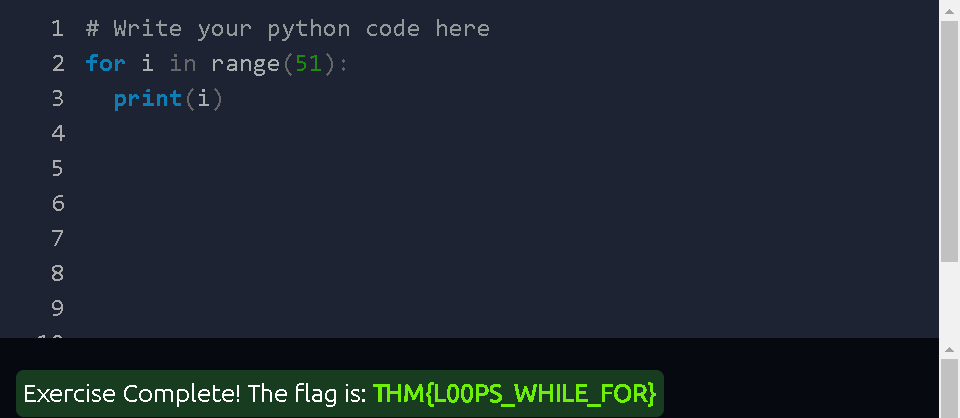 1 # Write your python code here
2 for i in range(51):
3   print(i)
4
5
6
7
8
9
Exercise Complete! The flag is: THM{L00PS_WHILE_FOR}